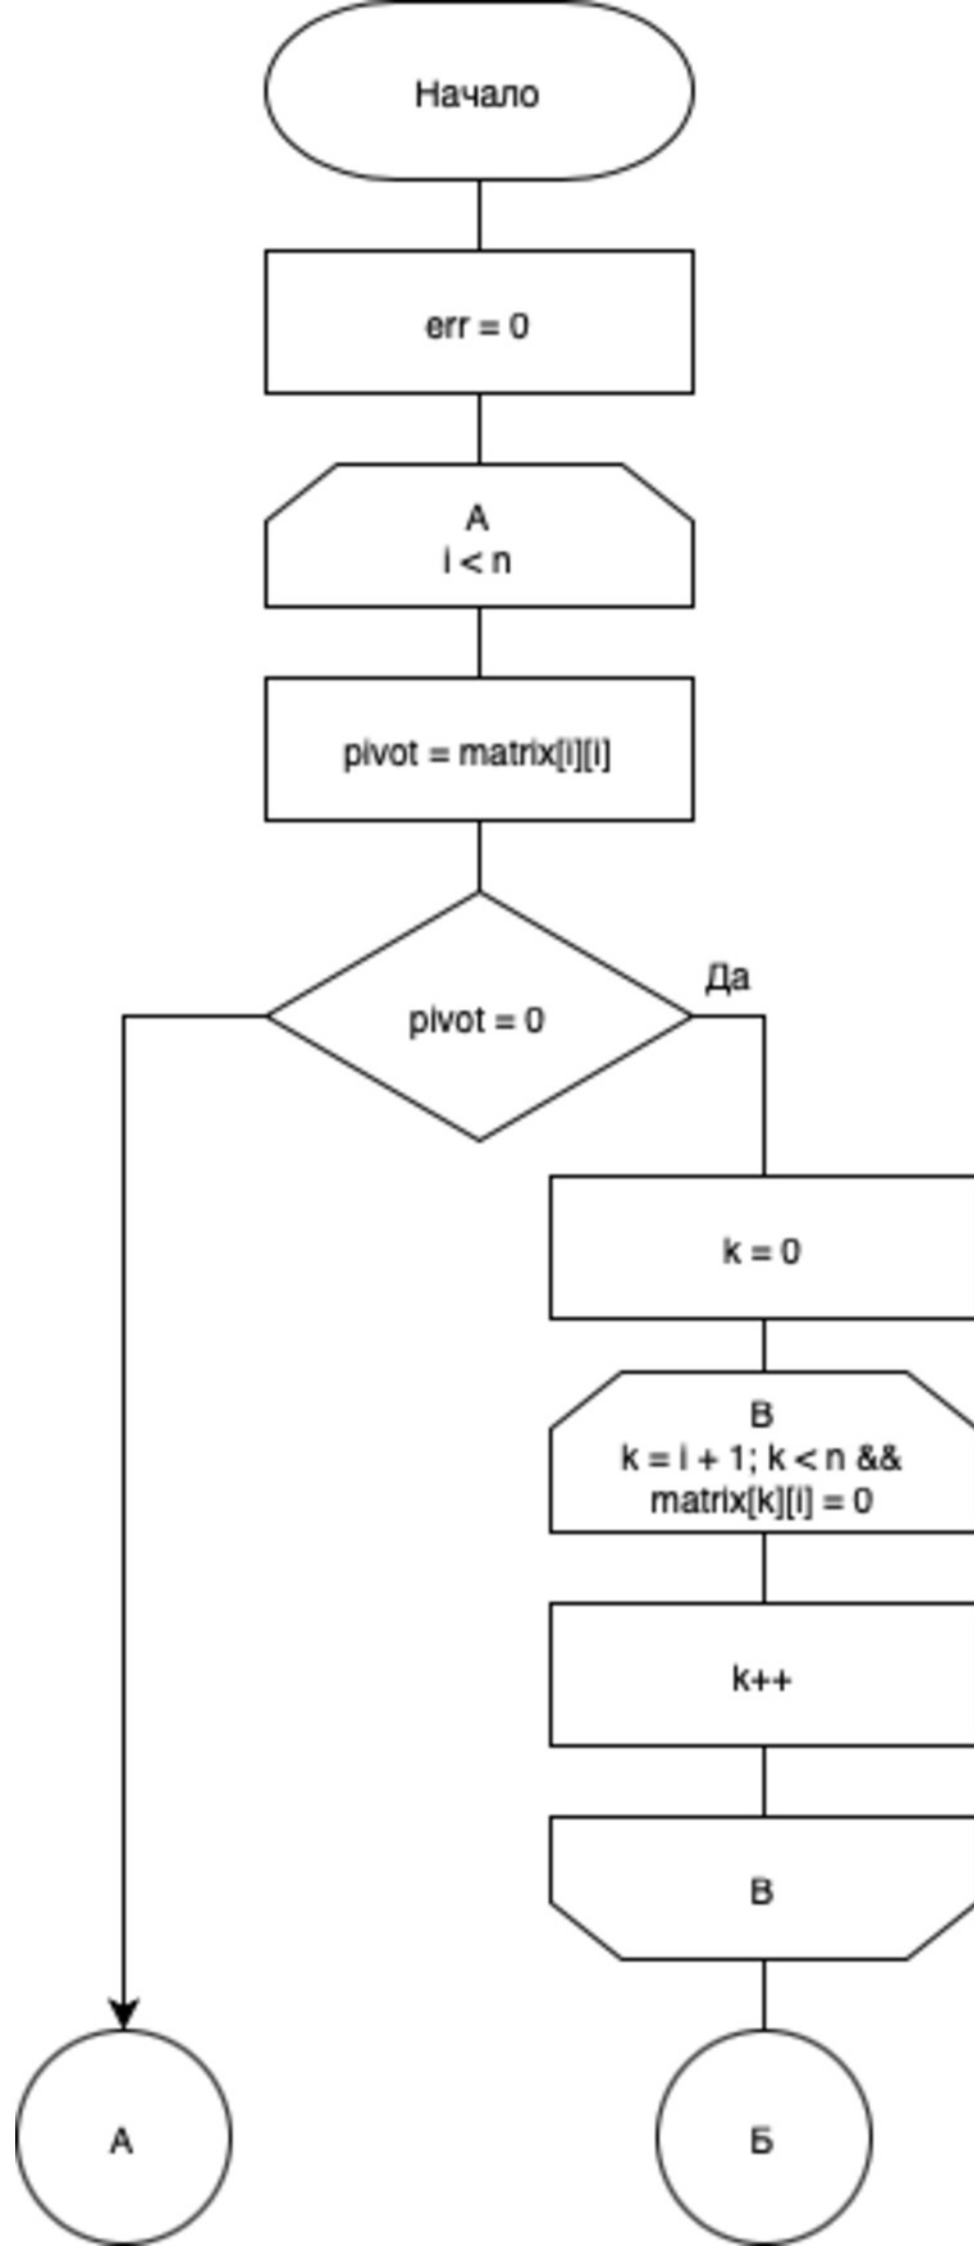 Начало
err = 0
A
i < n
pivot = matrix[i][i]
Да
pivot = 0
k = 0
B
k = i + 1; k < n &&
matrix[k][i] = 0
k++
B
А
Б